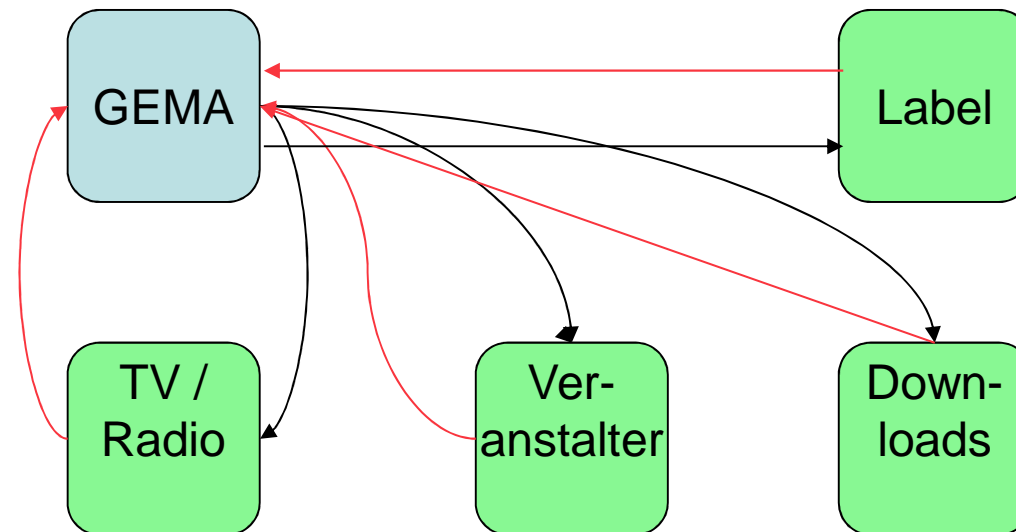 GEMA
Label
TV /
Radio
Ver-
anstalter
Down-
loads